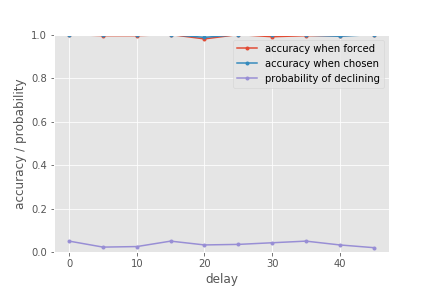 1.0
0.8
0.6
0.4
0.2
0.0
accuracy / probability
accuracy when forced
accuracy when chosen
probability of declining
0 10 20 30 40
delay